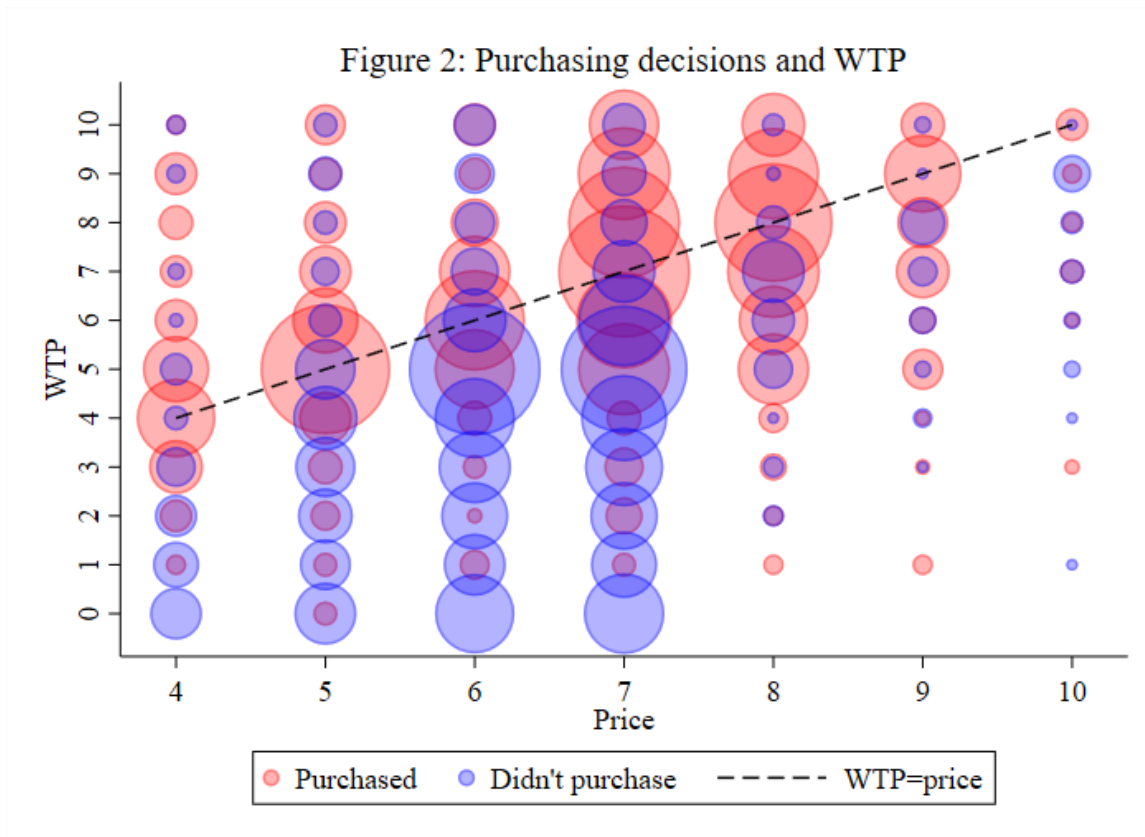 Figure 2: Purchasing decisions and WTP
10
9
8
7
6
5
4
3
2
1
0
WTP
4 5 6 7 8 9 10
Price
Purchased Didn't purchase WTP=price